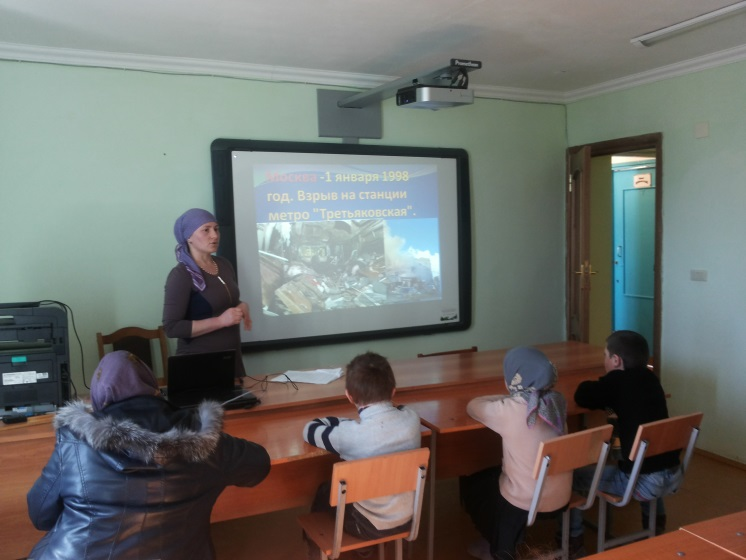 Москва -1 января 1998
год. Взрыв на станции
метро "Третьяковская".